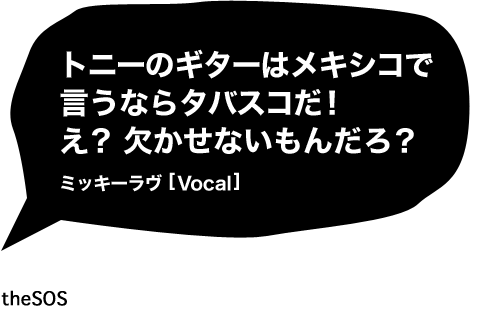 トニーのギターはメキシコで
言うならタバスコだ！
え？ 欠かせないもんだろ？
ミッキーラヴ［Vocal］
theSOS